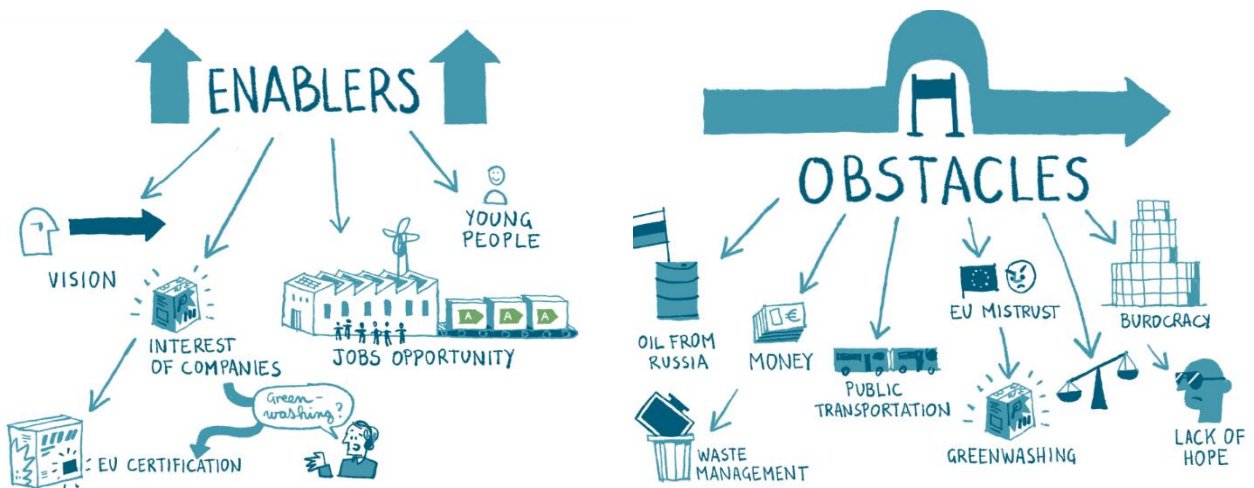 ENABLERS
VISION
YOUNG
PEOPLE
INTEREST
OF COMPANIES
A A A
JOBS OPPORTUNITY
Green-
washing?
EU CERTIFICATION
OBSTACLES
OIL FROM
RUSSIA
€
MONEY
PUBLIC
TRANSPORTATION
EU MISTRUST
BUROCRACY
WASTE
MANAGEMENT
GREENWASHING
LACK OF
HOPE